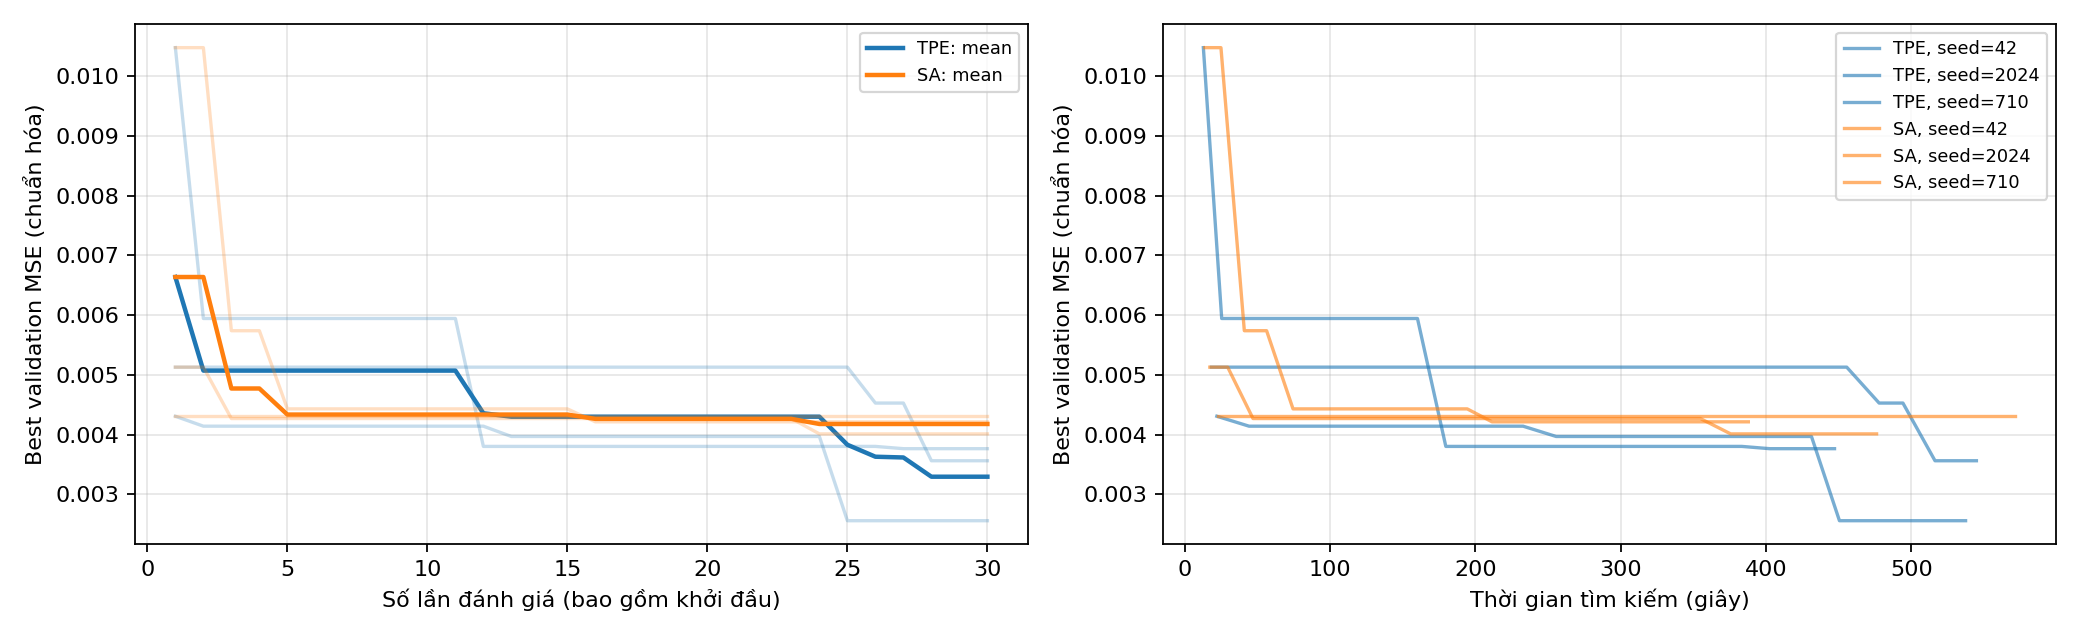 Best validation MSE (chuẩn hóa)
0.010
0.009
0.008
0.007
0.006
0.005
0.004
0.003
TPE: mean
SA: mean
0
5
10
15
20
25
30
Số lần đánh giá (bao gồm khởi đầu)
Best validation MSE (chuẩn hóa)
0.010
0.009
0.008
0.007
0.006
0.005
0.004
0.003
TPE, seed=42
TPE, seed=2024
TPE, seed=710
SA, seed=42
SA, seed=2024
SA, seed=710
0
100
200
300
400
500
Thời gian tìm kiếm (giây)